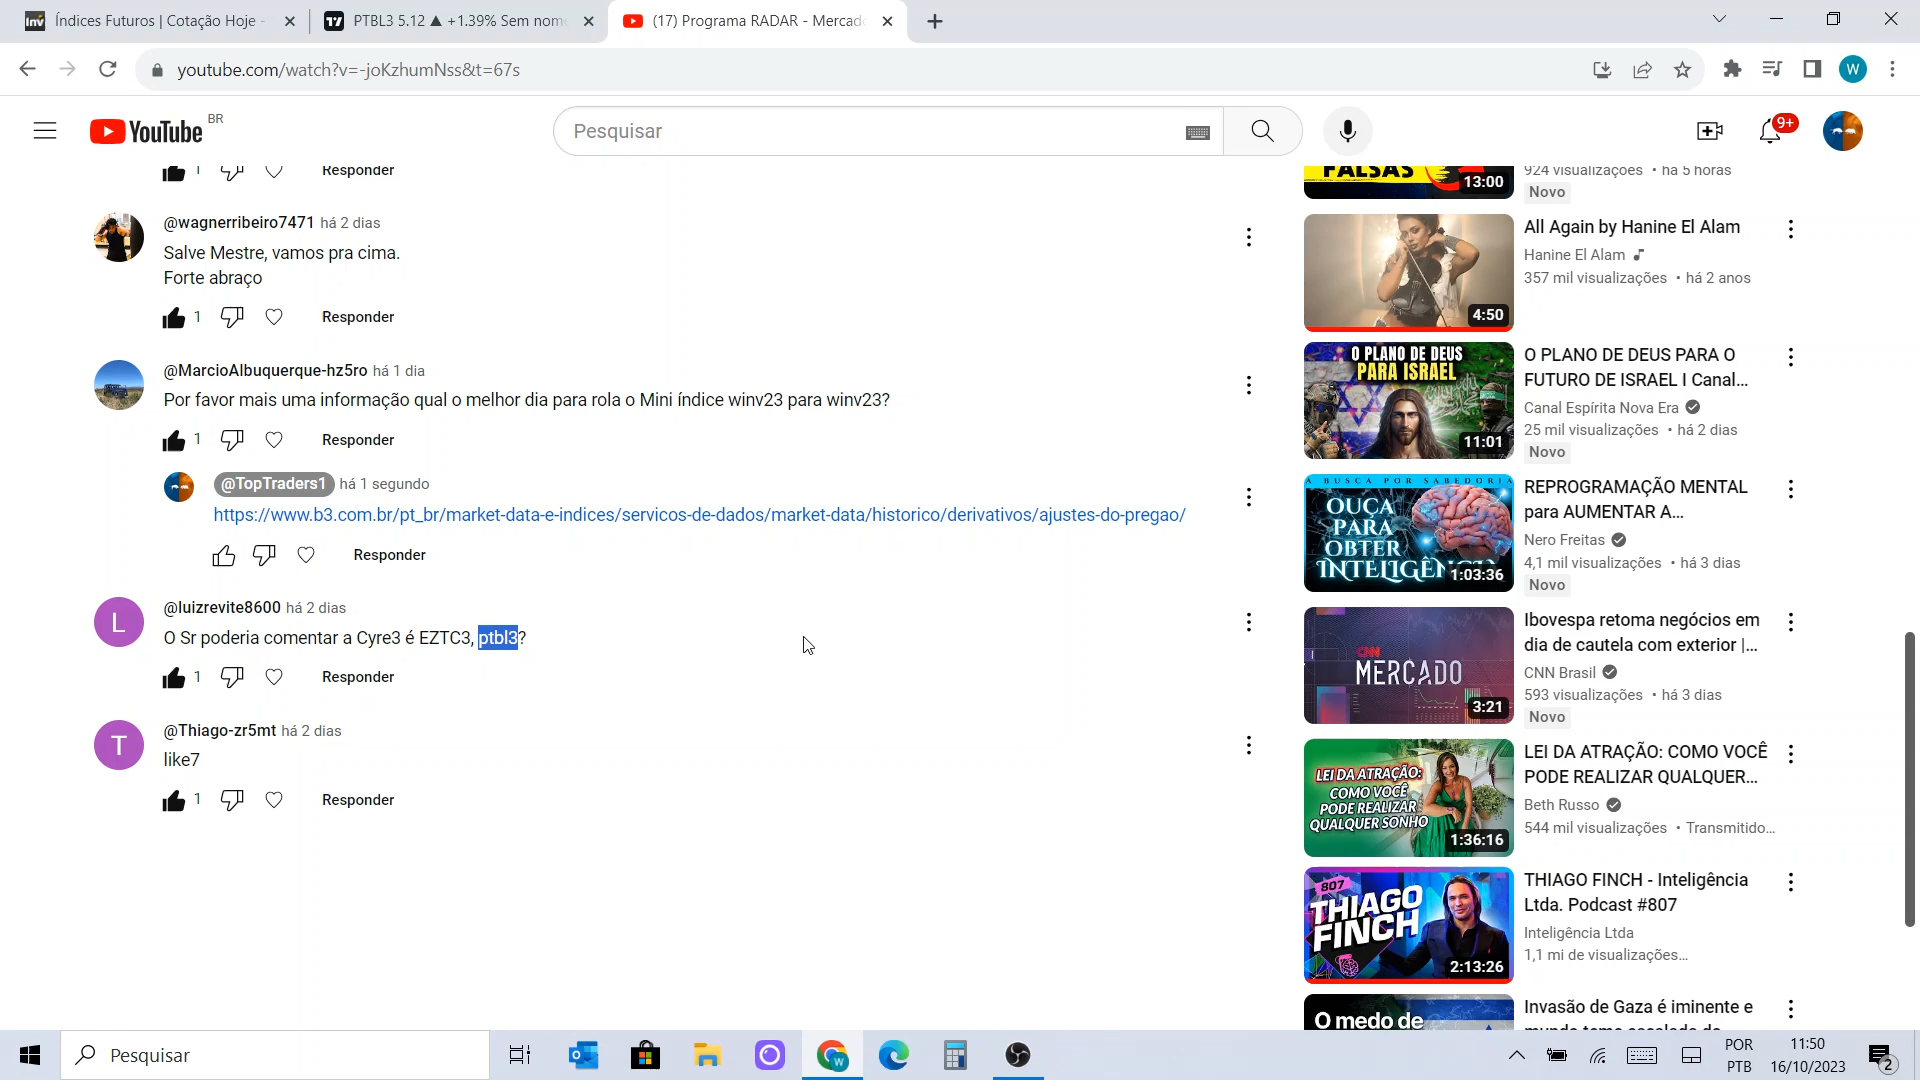 Índices Futuros | Cotação Hoje -
PTBL3 5.12 ▲ +1.39% Sem nom
(17) Programa RADAR - Mercad
youtube.com/watch?v=-joKzhumNss&t=67s
W
YouTube BR
Pesquisar
9+
1 Responder
@wagnerribeiro7471 há 2 dias
Salve Mestre, vamos pra cima.
Forte abraço
1 Responder
@MarcioAlbuquerque-hz5ro há 1 dia
Por favor mais uma informação qual o melhor dia para rola o Mini índice winv23 para winv23?
1 Responder
@TopTraders1 há 1 segundo
https://www.b3.com.br/pt_br/market-data-e-indices/servicos-de-dados/market-data/historico/derivativos/ajustes-do-pregao/
Responder
L
@luizrevite8600 há 2 dias
O Sr poderia comentar a Cyre3 é EZTC3, ptbl3?
1 Responder
T
@Thiago-zr5mt há 2 dias
like7
1 Responder
FALSAS
13:00
924 visualizações • há 5 horas
Novo
4:50
All Again by Hanine El Alam
Hanine El Alam
357 mil visualizações • há 2 anos
O PLANO DE DEUS
PARA ISRAEL
11:01
O PLANO DE DEUS PARA O
FUTURO DE ISRAEL I Canal...
Canal Espírita Nova Era
25 mil visualizações • há 2 dias
Novo
A BUSCA POR SABEDORIA
OUÇA
PARA
OBTER
INTELIGÊNC
1:03:36
REPROGRAMAÇÃO MENTAL
para AUMENTAR A...
Nero Freitas
4,1 mil visualizações • há 3 dias
Novo
CNN
MERCADO
3:21
Ibovespa retoma negócios em
dia de cautela com exterior |...
CNN Brasil
593 visualizações • há 3 dias
Novo
LEI DA ATRAÇÃO:
COMO VOCÊ
PODE REALIZAR
QUALQUER SONHO
1:36:16
LEI DA ATRAÇÃO: COMO VOCÊ
PODE REALIZAR QUALQUER...
Beth Russo
544 mil visualizações • Transmitido...
807
THIAGO
FINCH
2:13:26
THIAGO FINCH - Inteligência
Ltda. Podcast #807
Inteligência Ltda
1,1 mi de visualizações...
O medo de
Invasão de Gaza é iminente e
Pesquisar
POR
PTB
11:50
16/10/2023
2